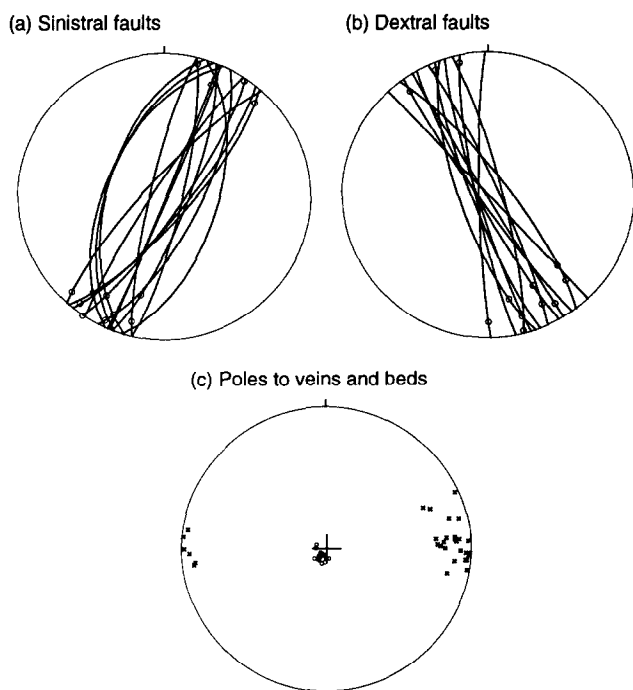 (a) Sinistral faults
(b) Dextral faults
(c) Poles to veins and beds